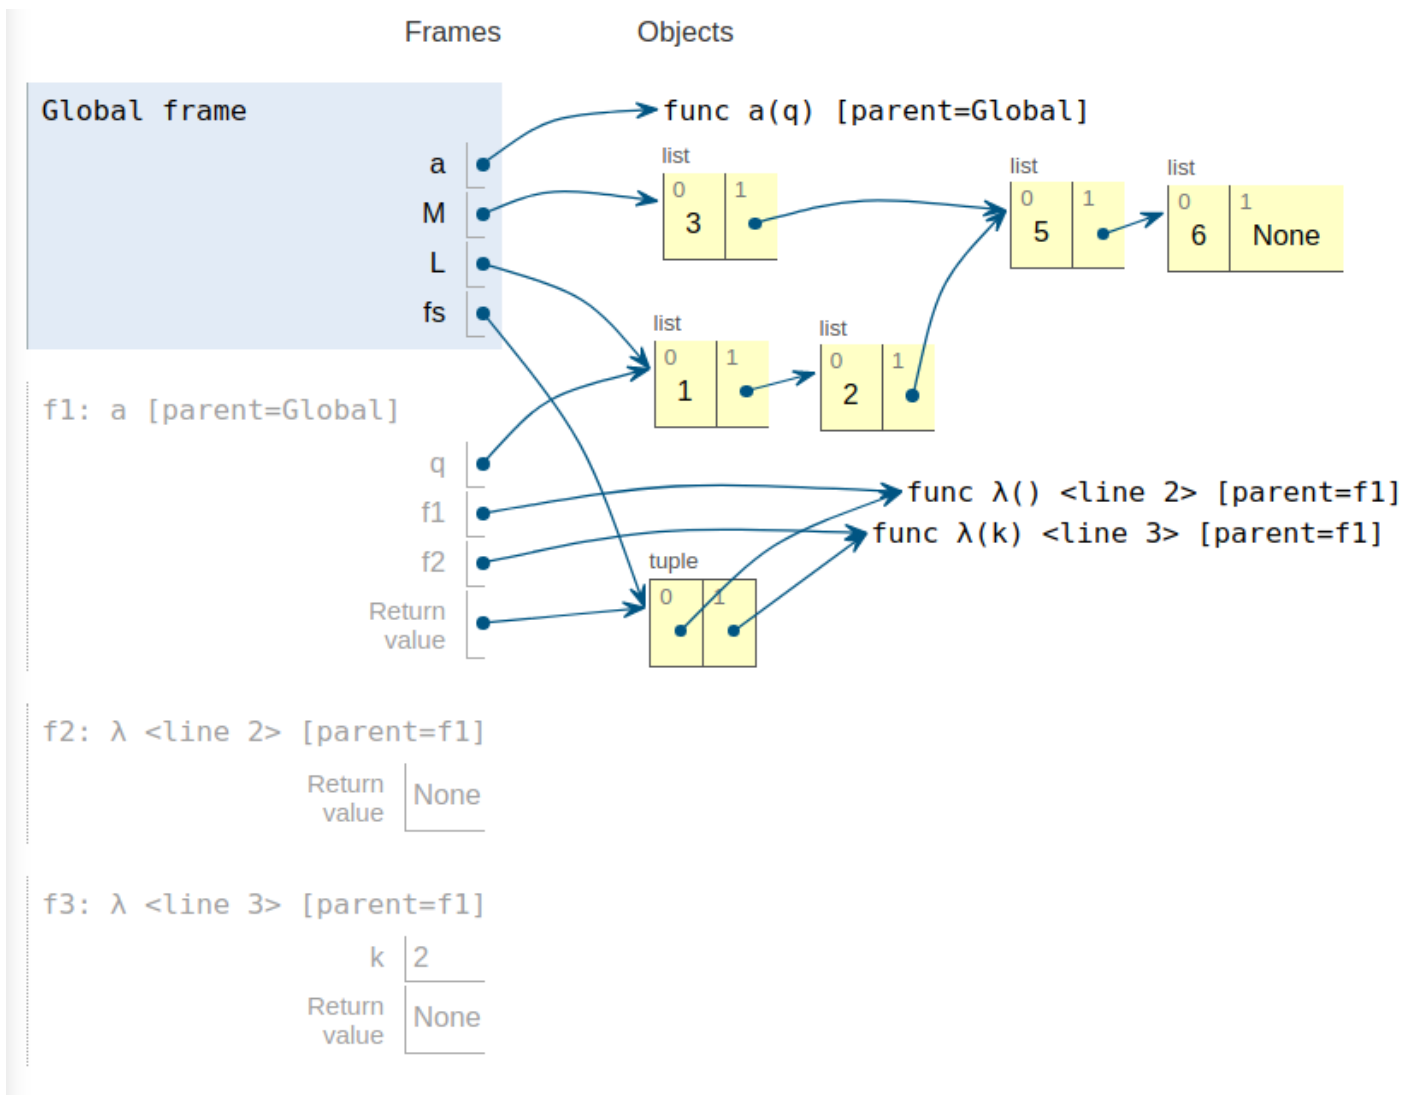 Frames Objects
Global frame
func a(q) [parent=Global]
a
M
L
fs
list
0 1
3
list
0 1
5
list
0 1
6 None
list
0 1
1
list
0 1
2
f1: a [parent=Global]
q
f1
f2
Return
value
func λ() <line 2> [parent=f1]
func λ(k) <line 3> [parent=f1]
tuple
0 1
f2: λ <line 2> [parent=f1]
Return
value
None
f3: λ <line 3> [parent=f1]
k 2
Return
value
None